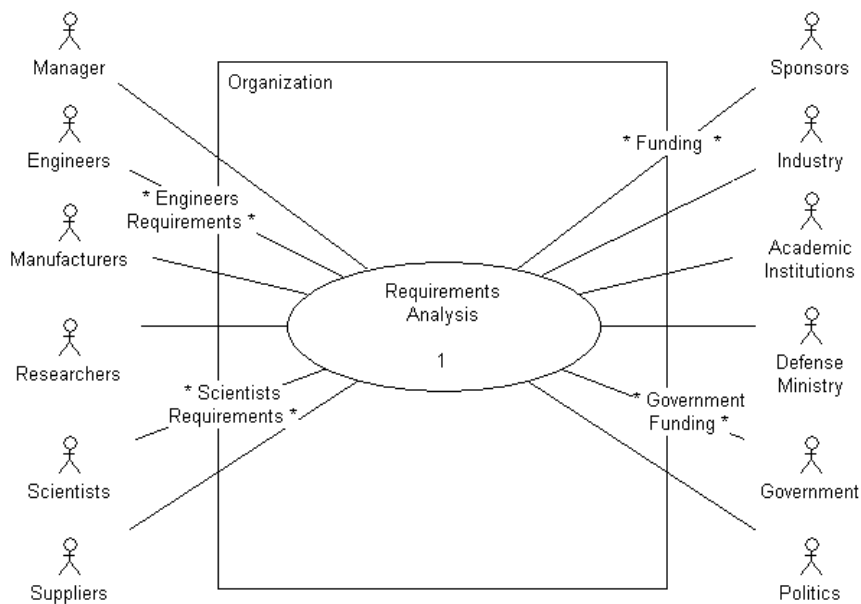 Manager
Sponsors
Organization
Engineers
* Funding *
Industry
* Engineers
Requirements *
Manufacturers
Academic
Institutions
Requirements
Analysis
1
Researchers
Defense
Ministry
* Scientists
Requirements *
* Government
Funding *
Scientists
Government
Suppliers
Politics